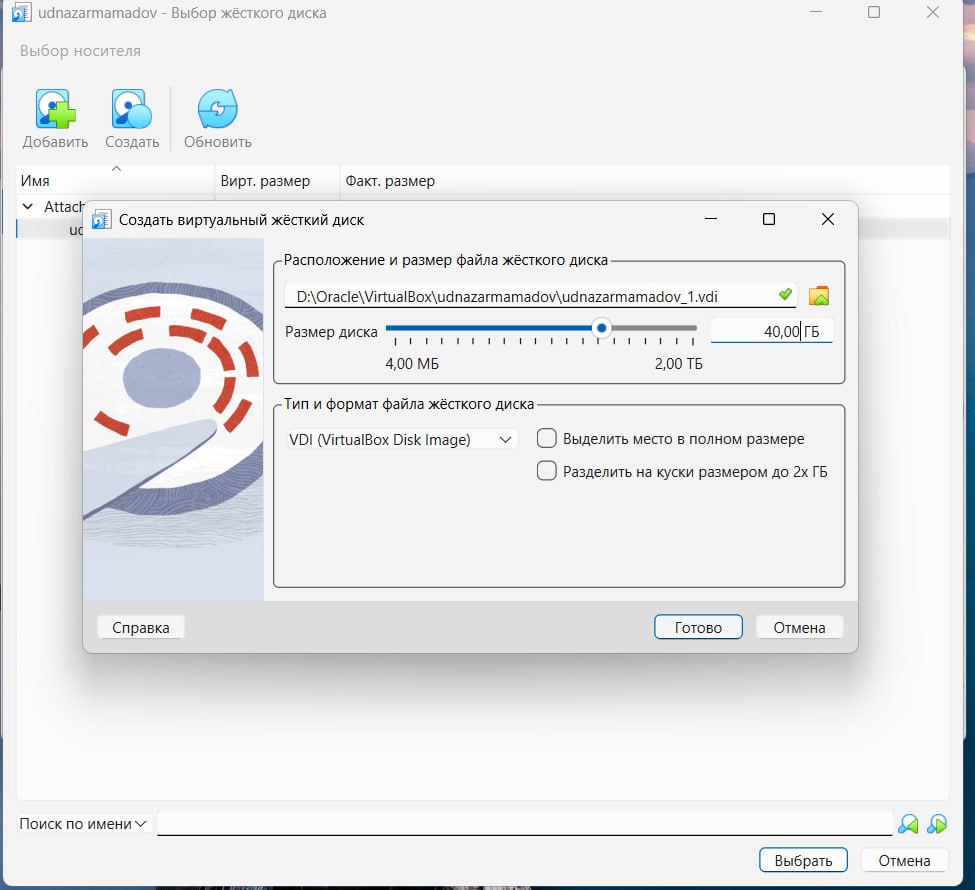 udnazarmamadov - Выбор жёсткого диска
Выбор носителя
Добавить Создать Обновить
Имя Вирт. размер Факт. размер
Attach
ud
Создать виртуальный жёсткий диск
Расположение и размер файла жёсткого диска
D:\Oracle\VirtualBox\udnazarmamadov\udnazarmamadov_1.vdi
Размер диска 40,00 ГБ
4,00 МБ 2,00 ТБ
Тип и формат файла жёсткого диска
VDI (VirtualBox Disk Image) Выделить место в полном размере
Разделить на куски размером до 2х ГБ
Справка Готово Отмена
Поиск по имени
Выбрать Отмена